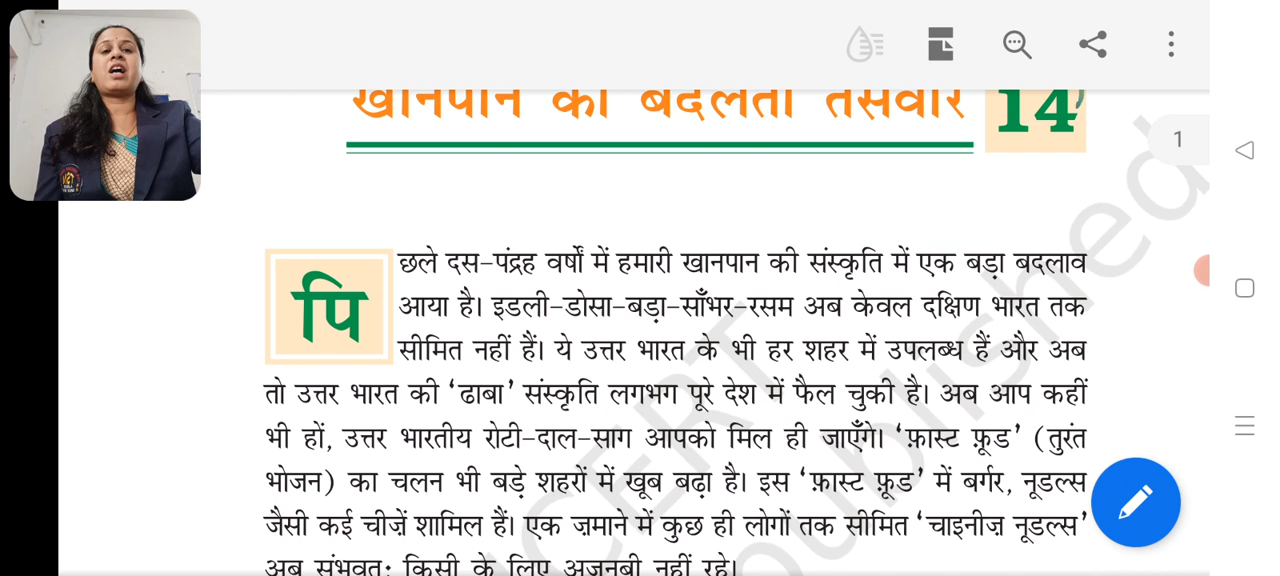 खानपान की बदलती तसवीर 14
1
पिछले दस-पंद्रह वर्षों में हमारी खानपान की संस्कृति में एक बड़ा बदलाव
आया है। इडली-डोसा-बड़ा-साँभर-रसम अब केवल दक्षिण भारत तक
सीमित नहीं हैं। ये उत्तर भारत के भी हर शहर में उपलब्ध हैं और अब
तो उत्तर भारत की ‘ढाबा’ संस्कृति लगभग पूरे देश में फैल चुकी है। अब आप कहीं
भी हों, उत्तर भारतीय रोटी-दाल-साग आपको मिल ही जाएँगे। ‘फ़ास्ट फ़ूड’ (तुरंत
भोजन) का चलन भी बड़े शहरों में खूब बढ़ा है। इस ‘फ़ास्ट फ़ूड’ में बर्गर, नूडल्स
जैसी कई चीज़ें शामिल हैं। एक ज़माने में कुछ ही लोगों तक सीमित ‘चाइनीज़ नूडल्स’
अब संभवतः किसी के लिए अजनबी नहीं रहे।
NCERT
published